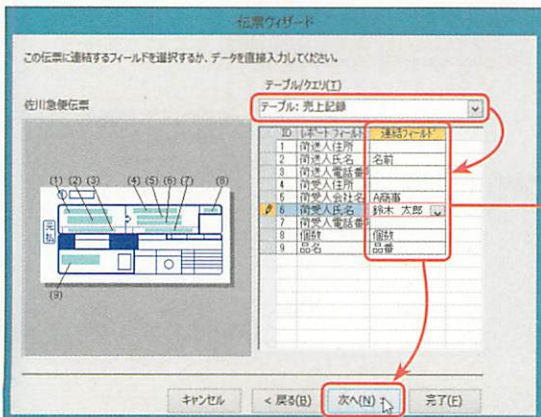 伝票ウィザード
この伝票に連結するフィールドを選択するか、データを直接入力してください。
テーブル/クエリ(T)
佐川急便伝票
テーブル: 売上記録
ID レポート フィールド 連結フィールド
1 荷送人住所
2 荷送人氏名 名前
3 荷送人電話番号
4 荷受人住所
5 荷受人会社名 A商事
6 荷受人氏名 鈴木 太郎
7 荷受人電話番号
8 個数 個数
9 品名 品番
(1) (2) (3) (4) (5) (6) (7) (8)
元払
(9)
キャンセル < 戻る(B) 次へ(N) > 完了(F)